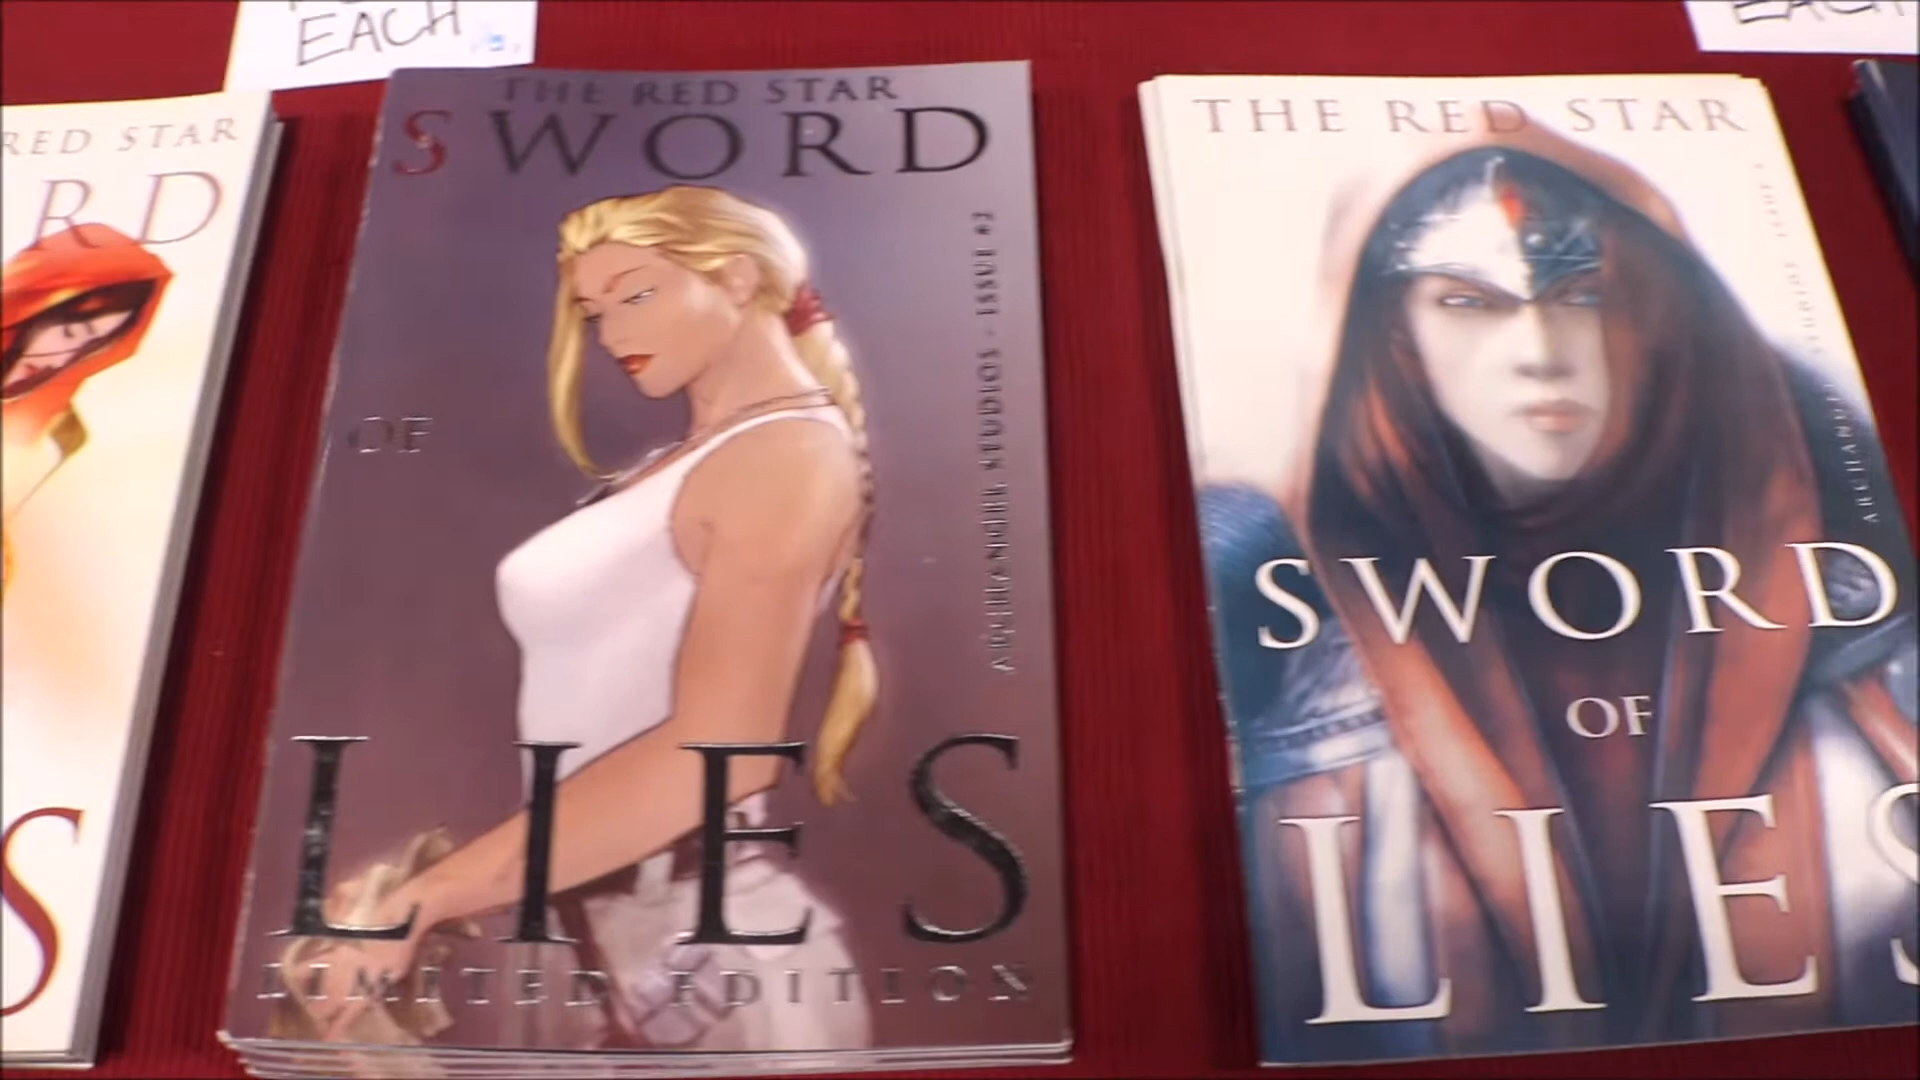 EACH
RED STAR
RD
S
THE RED STAR
SWORD
OF
LIES
LIMITED EDITION
ARCHANGEL STUDIOS - ISSUE #2
EACH
THE RED STAR
SWORD
OF
LIES